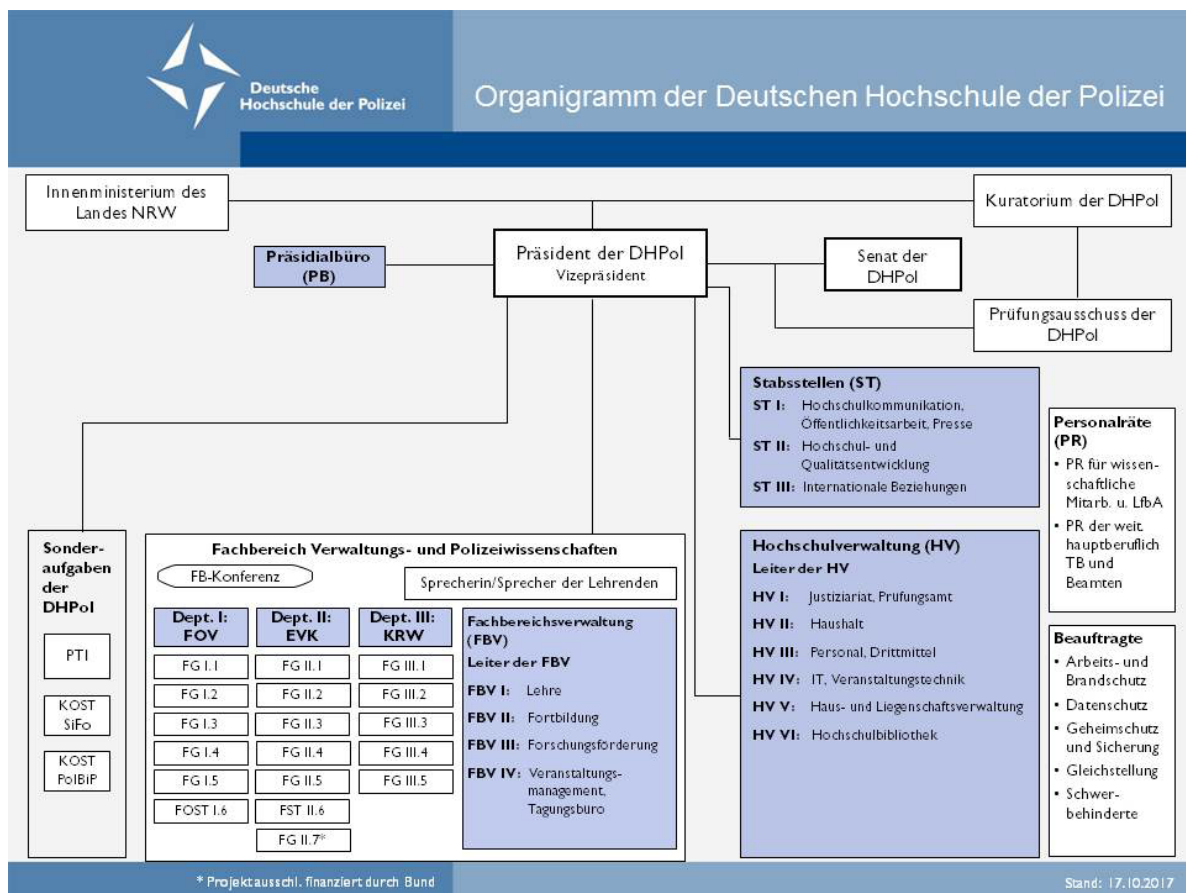 Deutsche
Hochschule der Polizei
Organigramm der Deutschen Hochschule der Polizei
Innenministerium des
Landes NRW
Kuratorium der DHPol
Präsidialbüro
(PB)
Präsident der DHPol
Vizepräsident
Senat der
DHPol
Prüfungsausschuss der
DHPol
Stabsstellen (ST)
ST I: Hochschulkommunikation,
Öffentlichkeitsarbeit, Presse
ST II: Hochschul- und
Qualitätsentwicklung
ST III: Internationale Beziehungen
Personalräte
(PR)
• PR für wissen-
schaftliche
Mitarb. u. LfbA
• PR der weit.
hauptberuflich
TB und
Beamten
Sonder-
aufgaben
der
DHPol
PTI
KOST
SiFo
KOST
PolBiP
Fachbereich Verwaltungs- und Polizeiwissenschaften
FB-Konferenz
Sprecherin/Sprecher der Lehrenden
Dept. I:
FOV
FG I.1
FG I.2
FG I.3
FG I.4
FG I.5
FOST I.6
Dept. II:
EVK
FG II.1
FG II.2
FG II.3
FG II.4
FG II.5
FST II.6
FG II.7*
Dept. III:
KRW
FG III.1
FG III.2
FG III.3
FG III.4
FG III.5
Fachbereichsverwaltung
(FBV)
Leiter der FBV
FBV I: Lehre
FBV II: Fortbildung
FBV III: Forschungsförderung
FBV IV: Veranstaltungs-
management,
Tagungsbüro
Hochschulverwaltung (HV)
Leiter der HV
HV I: Justiziariat, Prüfungsamt
HV II: Haushalt
HV III: Personal, Drittmittel
HV IV: IT, Veranstaltungstechnik
HV V: Haus- und Liegenschaftsverwaltung
HV VI: Hochschulbibliothek
Beauftragte
• Arbeits- und
Brandschutz
• Datenschutz
• Geheimschutz
und Sicherung
• Gleichstellung
• Schwer-
behinderte
* Projekt ausschl. finanziert durch Bund
Stand: 17.10.2017